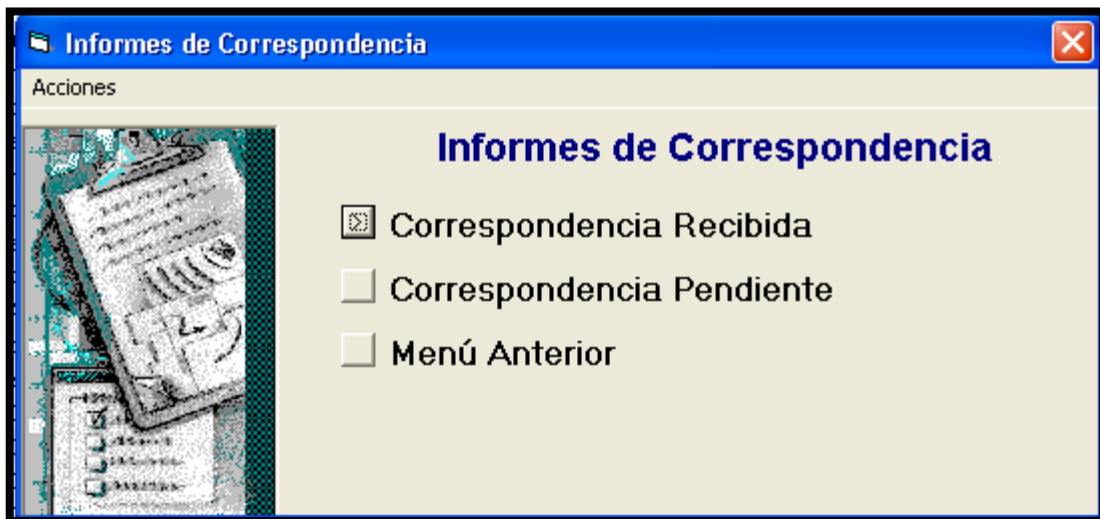 Informes de Correspondencia
Acciones
Informes de Correspondencia
Correspondencia Recibida
Correspondencia Pendiente
Menú Anterior